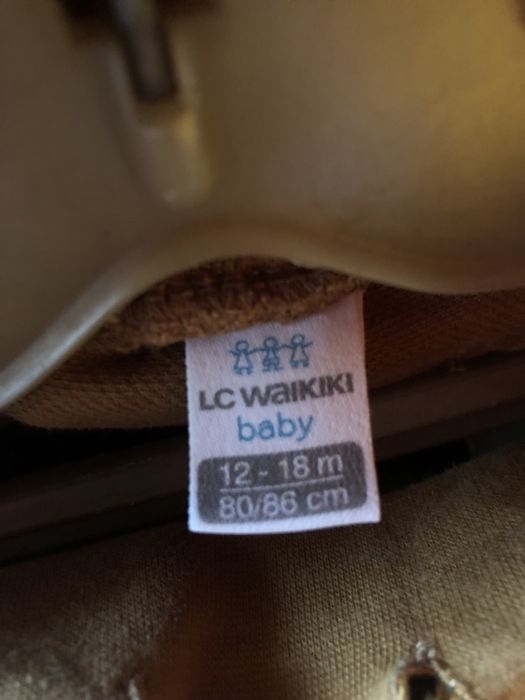 LC WAIKIKI
baby
12 - 18 m
80/86 cm